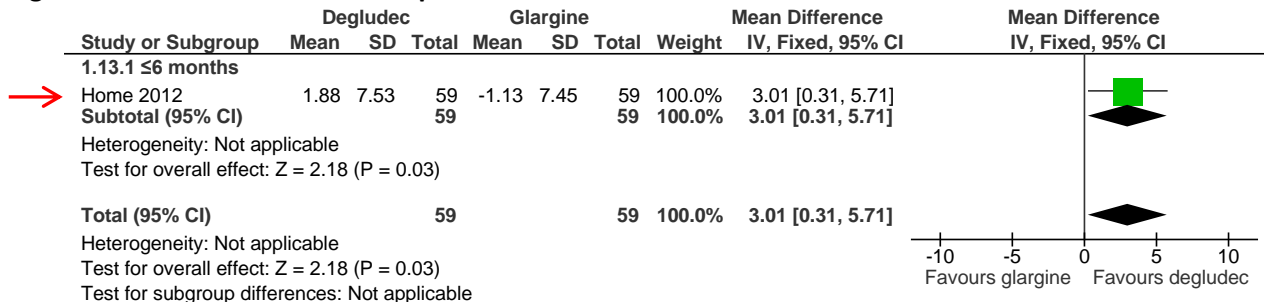 Degludec Glargine Mean Difference Mean Difference
Study or Subgroup Mean SD Total Mean SD Total Weight IV, Fixed, 95% CI IV, Fixed, 95% CI
1.13.1 ≤6 months
Home 2012 1.88 7.53 59 -1.13 7.45 59 100.0% 3.01 [0.31, 5.71]
Subtotal (95% CI) 59 59 100.0% 3.01 [0.31, 5.71]
Heterogeneity: Not applicable
Test for overall effect: Z = 2.18 (P = 0.03)
Total (95% CI) 59 59 100.0% 3.01 [0.31, 5.71]
Heterogeneity: Not applicable
Test for overall effect: Z = 2.18 (P = 0.03)
Test for subgroup differences: Not applicable
-10 -5 0 5 10
Favours glargine Favours degludec